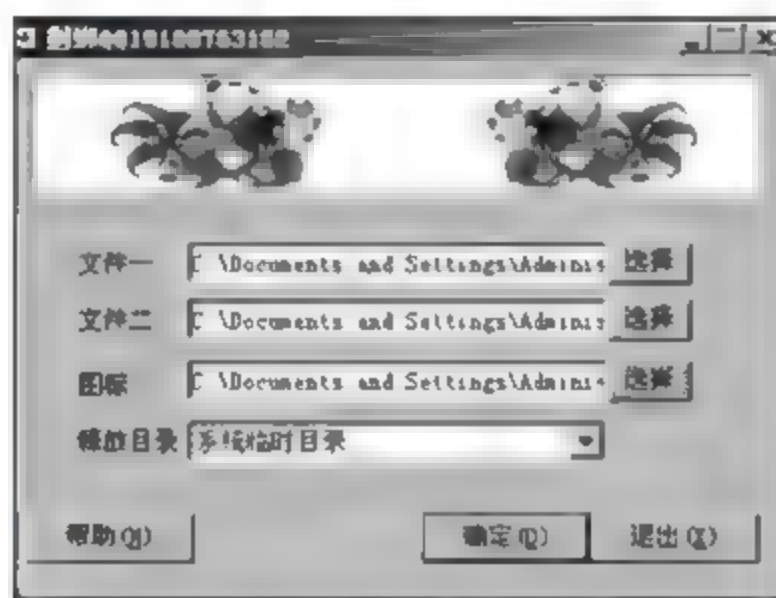 QQ19188763162
文件一 C:\Documents and Settings\Adminis 选择
文件二 C:\Documents and Settings\Adminis 选择
图标 C:\Documents and Settings\Adminis 选择
释放目录 系统临时目录
帮助(H) 确定(O) 退出(X)